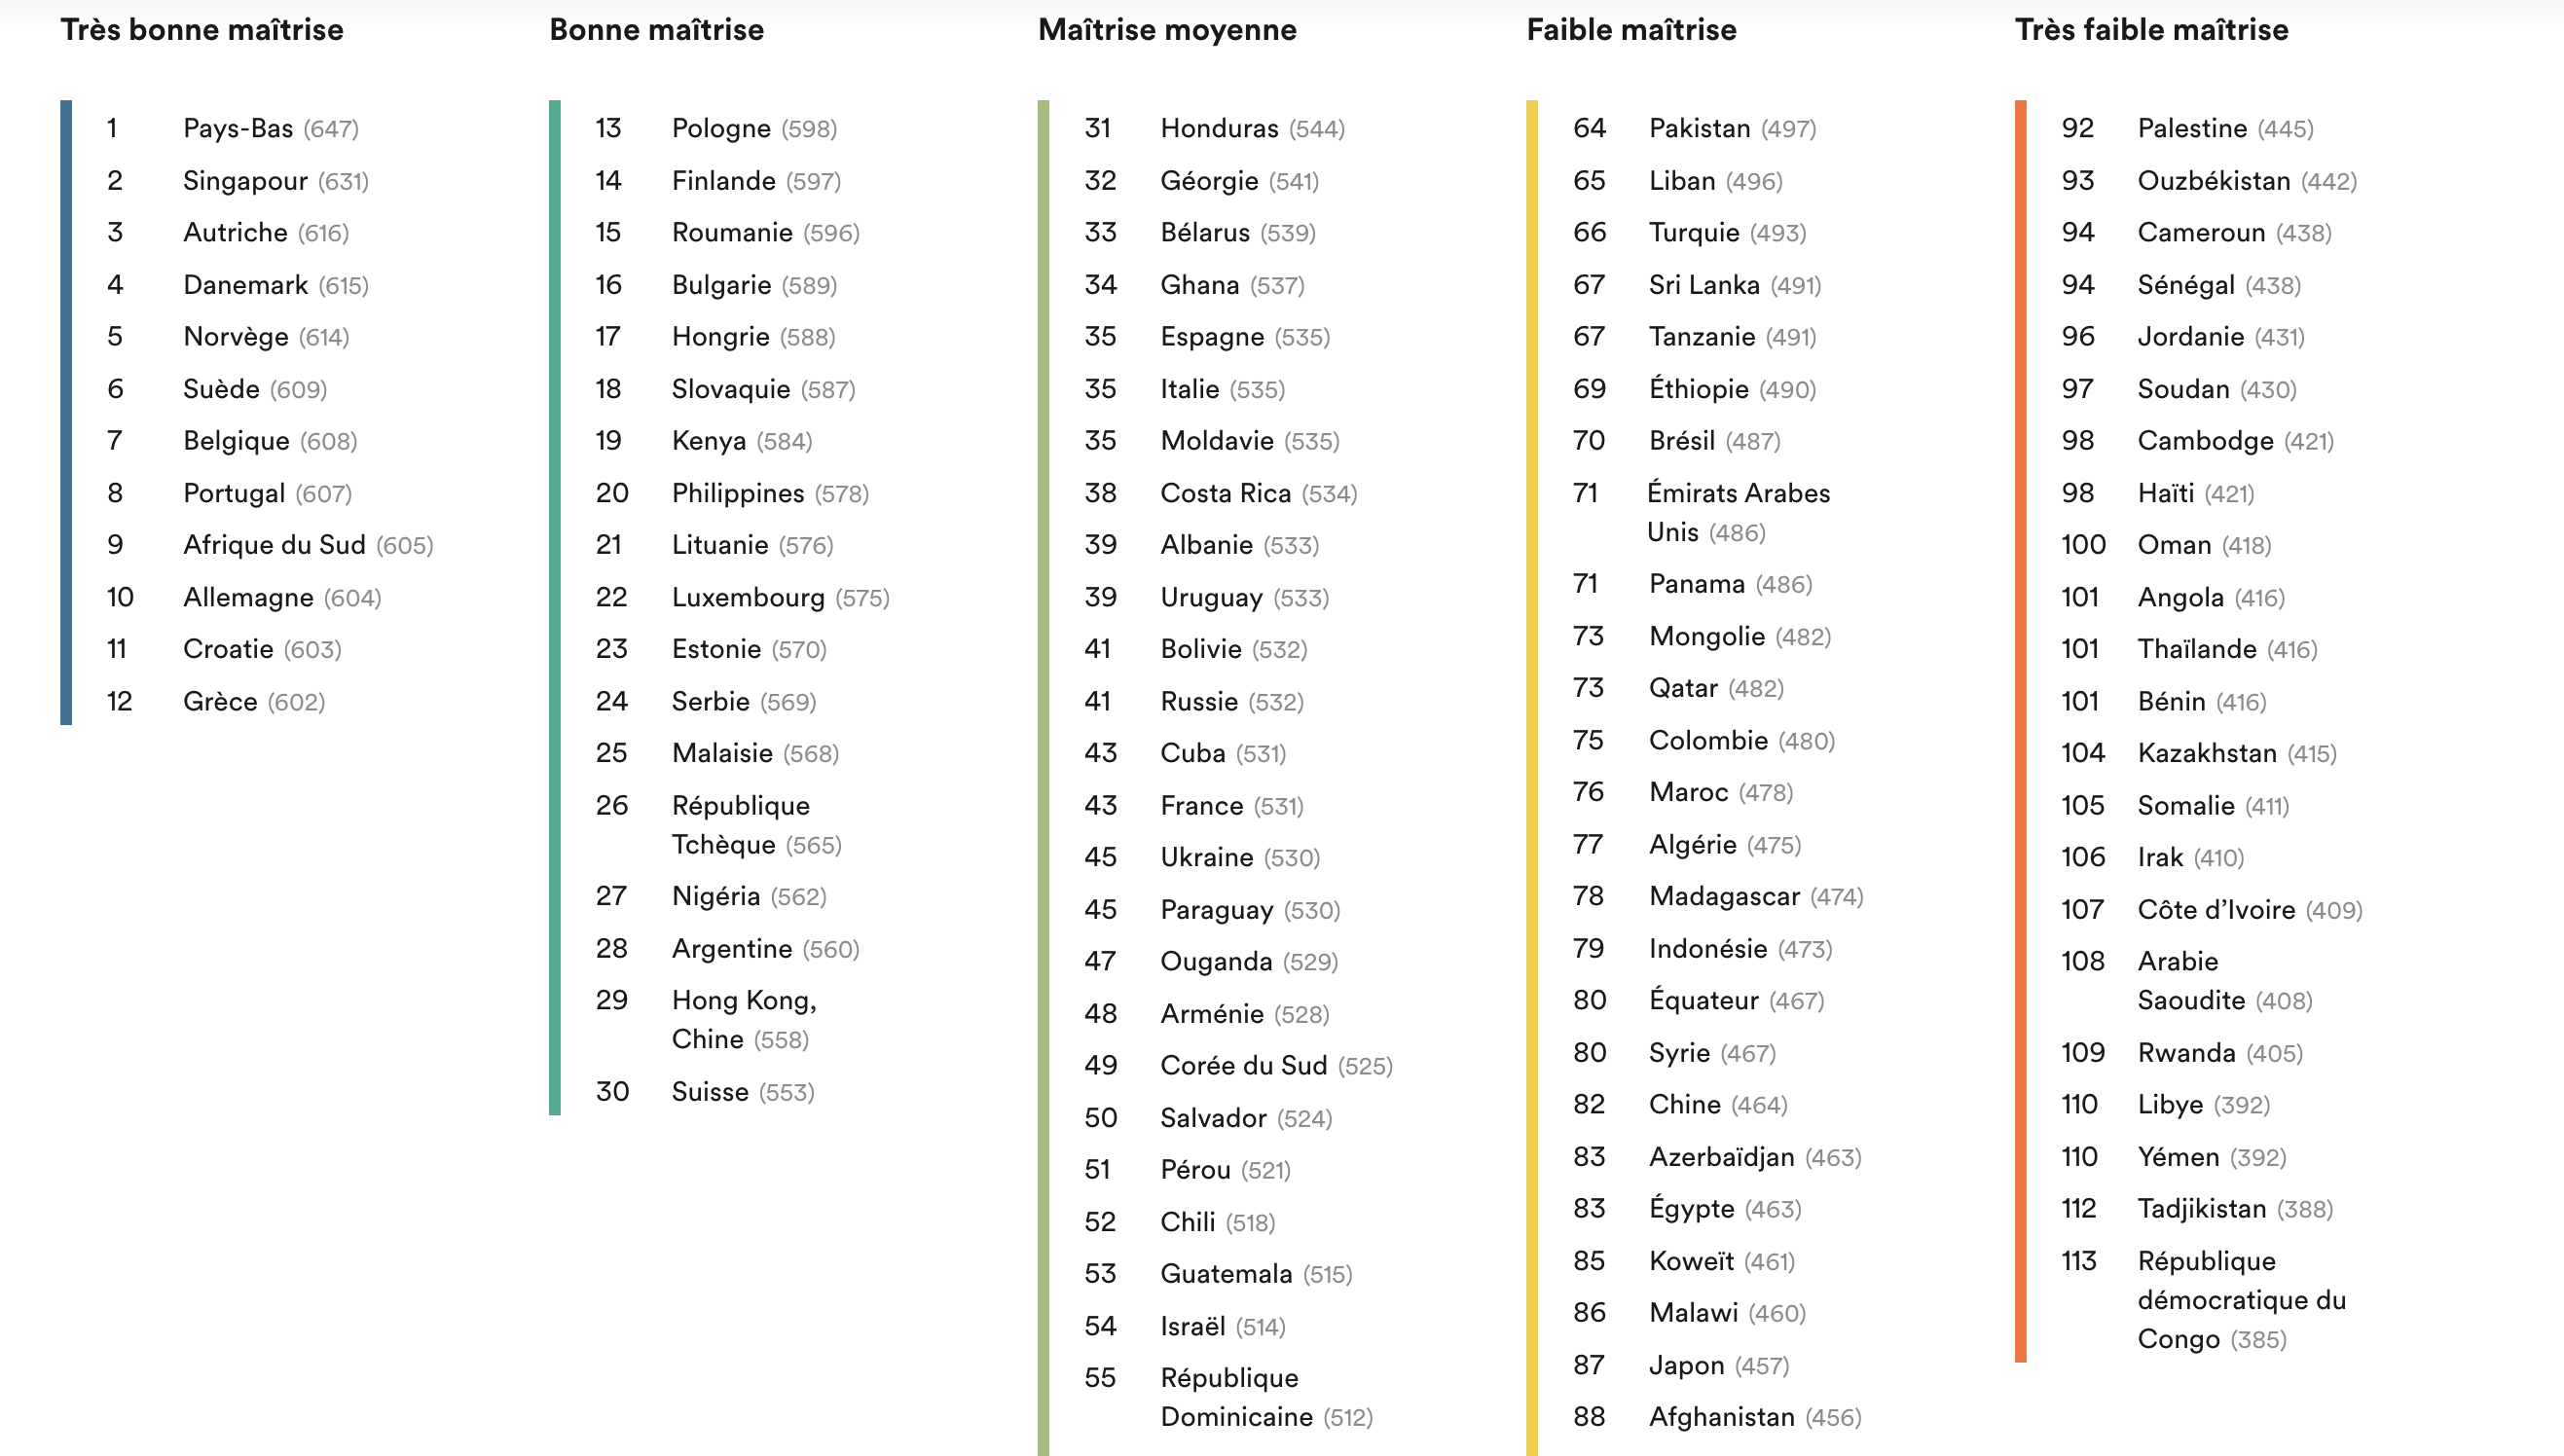 Très bonne maîtrise
1 Pays-Bas (647)
2 Singapour (631)
3 Autriche (616)
4 Danemark (615)
5 Norvège (614)
6 Suède (609)
7 Belgique (608)
8 Portugal (607)
9 Afrique du Sud (605)
10 Allemagne (604)
11 Croatie (603)
12 Grèce (602)
Bonne maîtrise
13 Pologne (598)
14 Finlande (597)
15 Roumanie (596)
16 Bulgarie (589)
17 Hongrie (588)
18 Slovaquie (587)
19 Kenya (584)
20 Philippines (578)
21 Lituanie (576)
22 Luxembourg (575)
23 Estonie (570)
24 Serbie (569)
25 Malaisie (568)
26 République
Tchèque (565)
27 Nigéria (562)
28 Argentine (560)
29 Hong Kong,
Chine (558)
30 Suisse (553)
Maîtrise moyenne
31 Honduras (544)
32 Géorgie (541)
33 Bélarus (539)
34 Ghana (537)
35 Espagne (535)
35 Italie (535)
35 Moldavie (535)
38 Costa Rica (534)
39 Albanie (533)
39 Uruguay (533)
41 Bolivie (532)
41 Russie (532)
43 Cuba (531)
43 France (531)
45 Ukraine (530)
45 Paraguay (530)
47 Ouganda (529)
48 Arménie (528)
49 Corée du Sud (525)
50 Salvador (524)
51 Pérou (521)
52 Chili (518)
53 Guatemala (515)
54 Israël (514)
55 République
Dominicaine (512)
Faible maîtrise
64 Pakistan (497)
65 Liban (496)
66 Turquie (493)
67 Sri Lanka (491)
67 Tanzanie (491)
69 Éthiopie (490)
70 Brésil (487)
71 Émirats Arabes
Unis (486)
71 Panama (486)
73 Mongolie (482)
73 Qatar (482)
75 Colombie (480)
76 Maroc (478)
77 Algérie (475)
78 Madagascar (474)
79 Indonésie (473)
80 Équateur (467)
80 Syrie (467)
82 Chine (464)
83 Azerbaïdjan (463)
83 Égypte (463)
85 Koweït (461)
86 Malawi (460)
87 Japon (457)
88 Afghanistan (456)
Très faible maîtrise
92 Palestine (445)
93 Ouzbékistan (442)
94 Cameroun (438)
94 Sénégal (438)
96 Jordanie (431)
97 Soudan (430)
98 Cambodge (421)
98 Haïti (421)
100 Oman (418)
101 Angola (416)
101 Thaïlande (416)
101 Bénin (416)
104 Kazakhstan (415)
105 Somalie (411)
106 Irak (410)
107 Côte d’Ivoire (409)
108 Arabie
Saoudite (408)
109 Rwanda (405)
110 Libye (392)
110 Yémen (392)
112 Tadjikistan (388)
113 République
démocratique du
Congo (385)